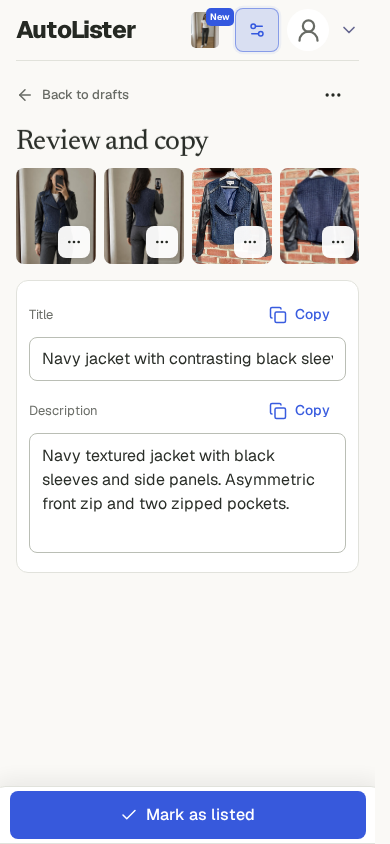 AutoLister
New
Back to drafts
Review and copy
Title
Copy
Navy jacket with contrasting black sleev
Description
Copy
Navy textured jacket with black
sleeves and side panels. Asymmetric
front zip and two zipped pockets.
Mark as listed